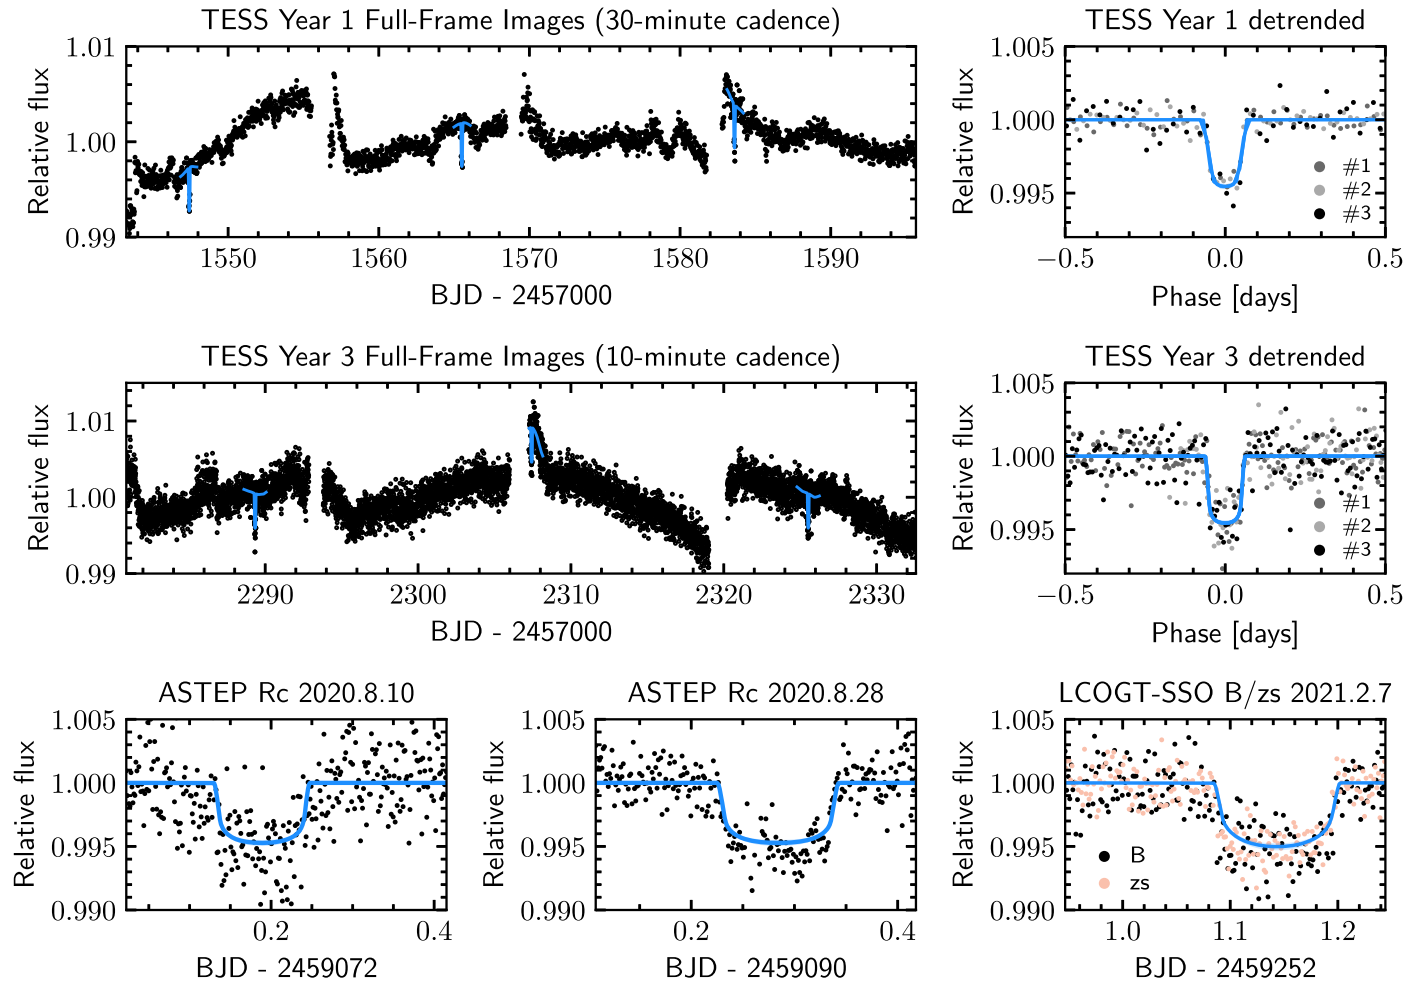 TESS Year 1 Full-Frame Images (30-minute cadence)
Relative flux
1.01
1.00
0.99
1550 1560 1570 1580 1590
BJD - 2457000
TESS Year 1 detrended
Relative flux
1.005
1.000
0.995
#1
#2
#3
−0.5 0.0 0.5
Phase [days]
TESS Year 3 Full-Frame Images (10-minute cadence)
Relative flux
1.01
1.00
0.99
2290 2300 2310 2320 2330
BJD - 2457000
TESS Year 3 detrended
Relative flux
1.005
1.000
0.995
#1
#2
#3
−0.5 0.0 0.5
Phase [days]
ASTEP Rc 2020.8.10
Relative flux
1.005
1.000
0.995
0.990
0.2 0.4
BJD - 2459072
ASTEP Rc 2020.8.28
Relative flux
1.005
1.000
0.995
0.990
0.2 0.4
BJD - 2459090
LCOGT-SSO B/zs 2021.2.7
Relative flux
1.005
1.000
0.995
0.990
B
zs
1.0 1.1 1.2
BJD - 2459252